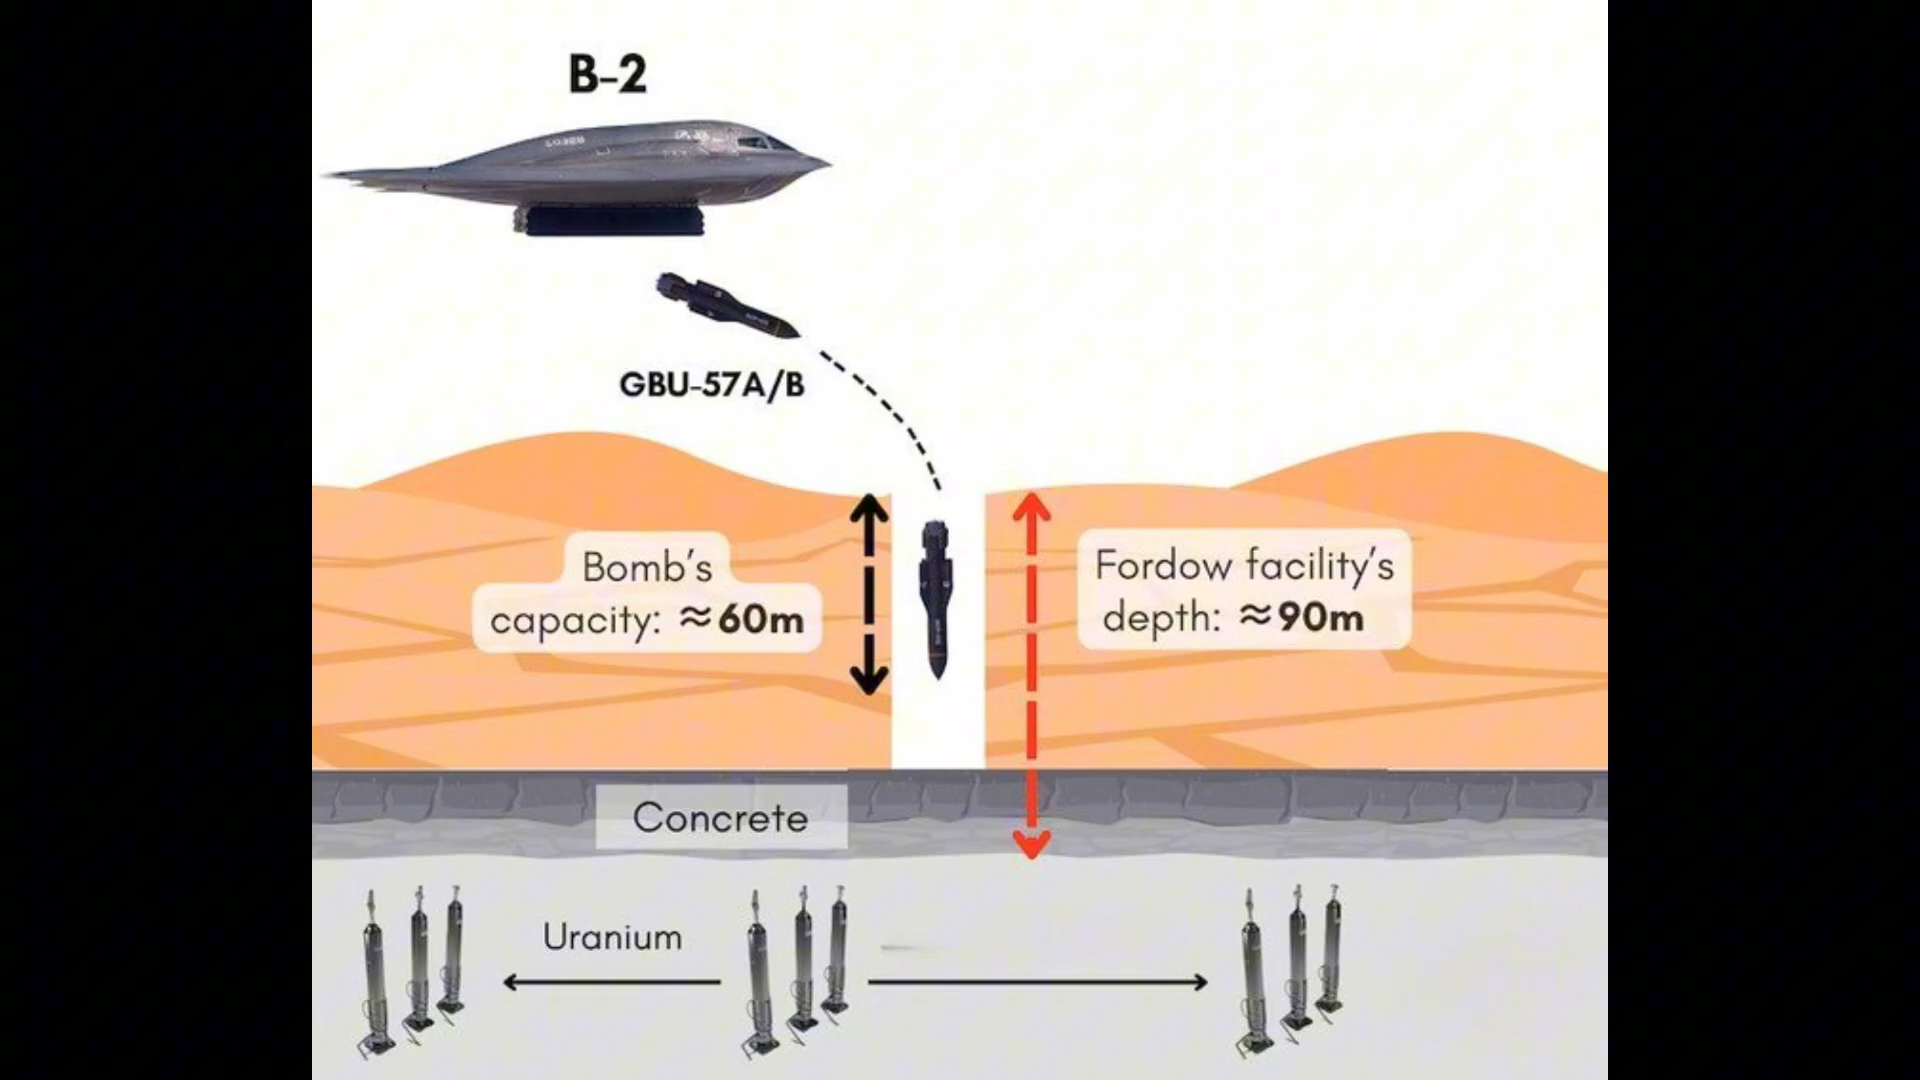 B-2
GBU-57A/B
Bomb's
capacity: ≈60m
Fordow facility's
depth: ≈90m
Concrete
Uranium